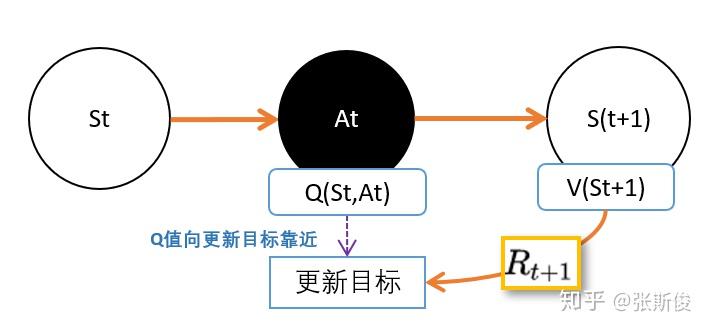 St
At
S(t+1)
Q(St,At)
V(St+1)
Q值向更新目标靠近
R_{t+1}
更新目标
知乎 @张斯俊